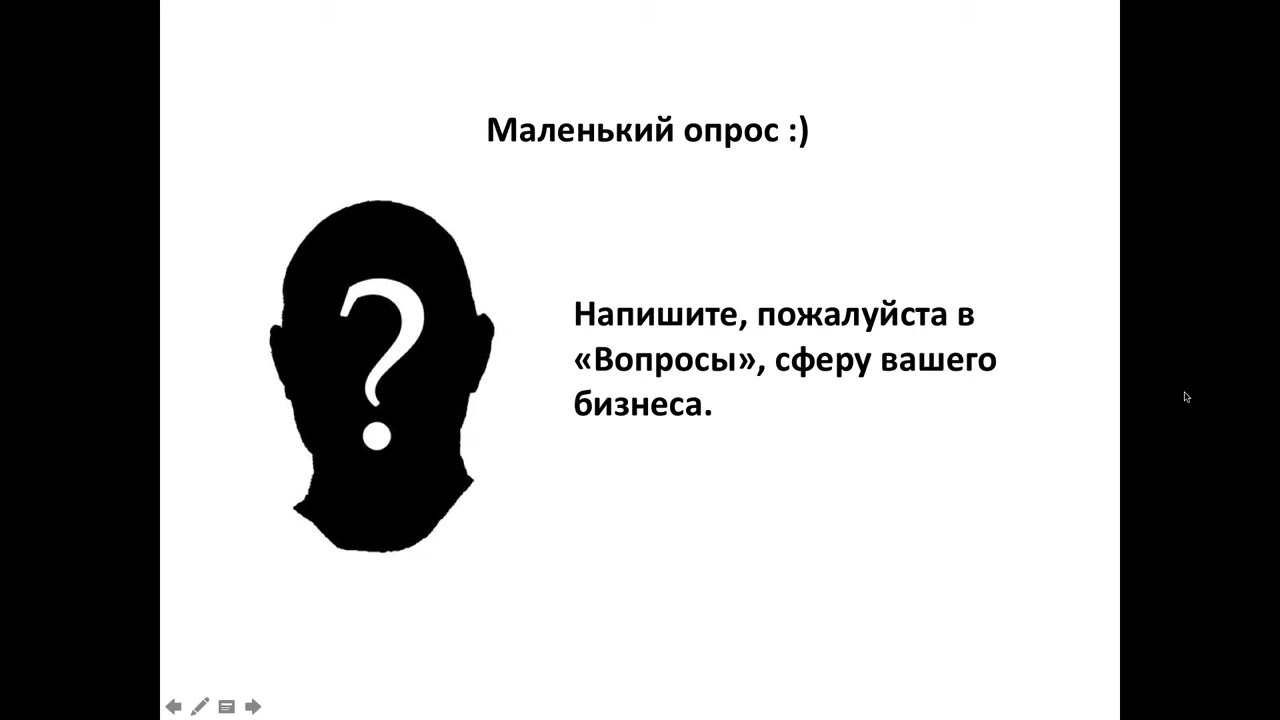 Маленький опрос :)
?
Напишите, пожалуйста в
«Вопросы», сферу вашего
бизнеса.